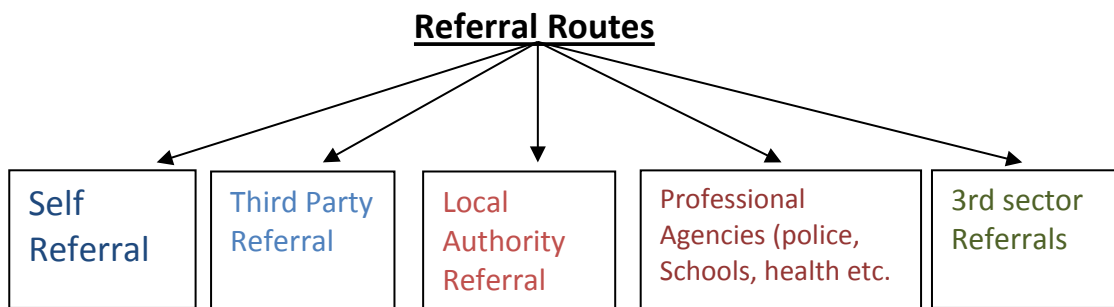 Referral Routes
Self
Referral
Third Party
Referral
Local
Authority
Referral
Professional
Agencies (police,
Schools, health etc.
3rd sector
Referrals